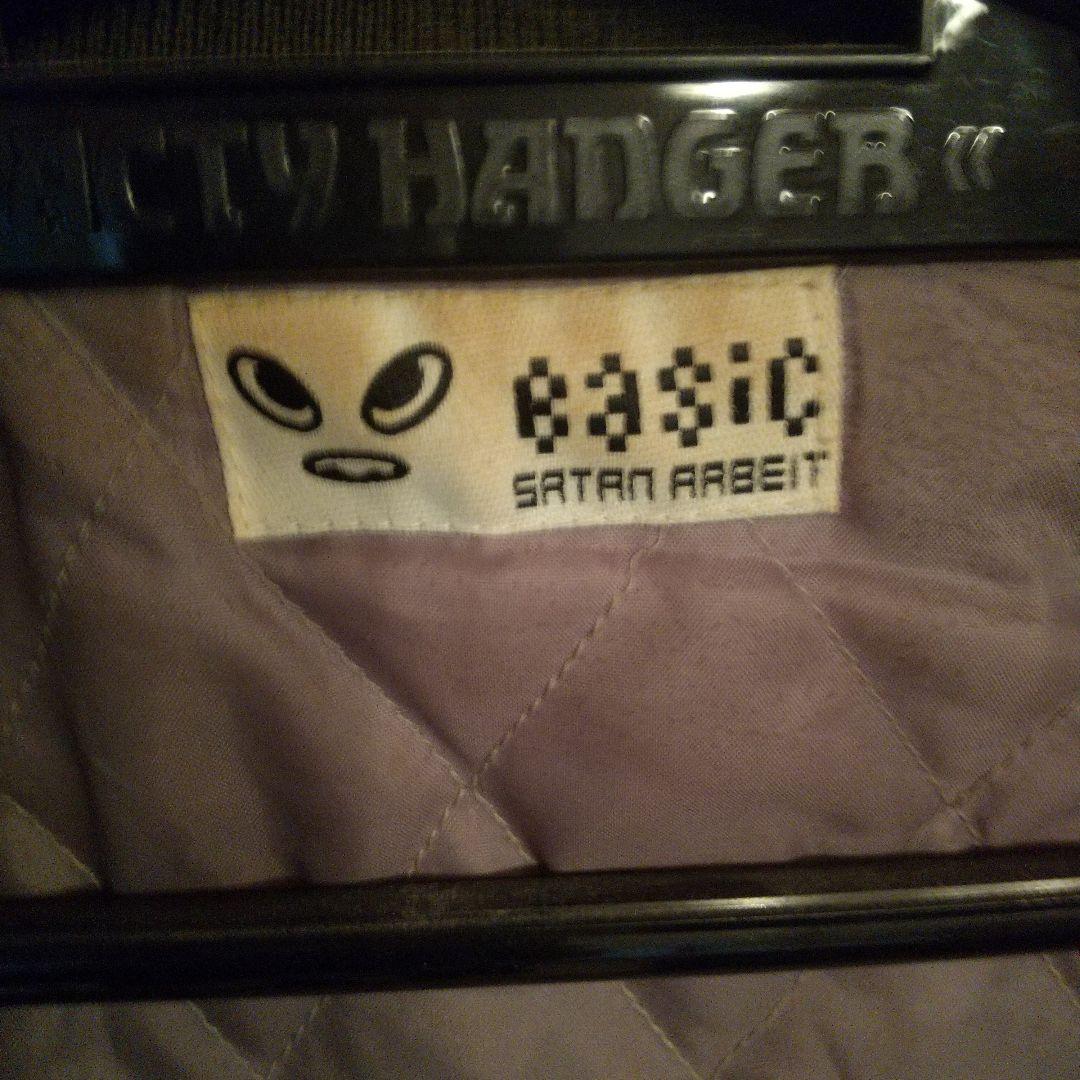 HANGER «
Basic
SATAN ARBEIT